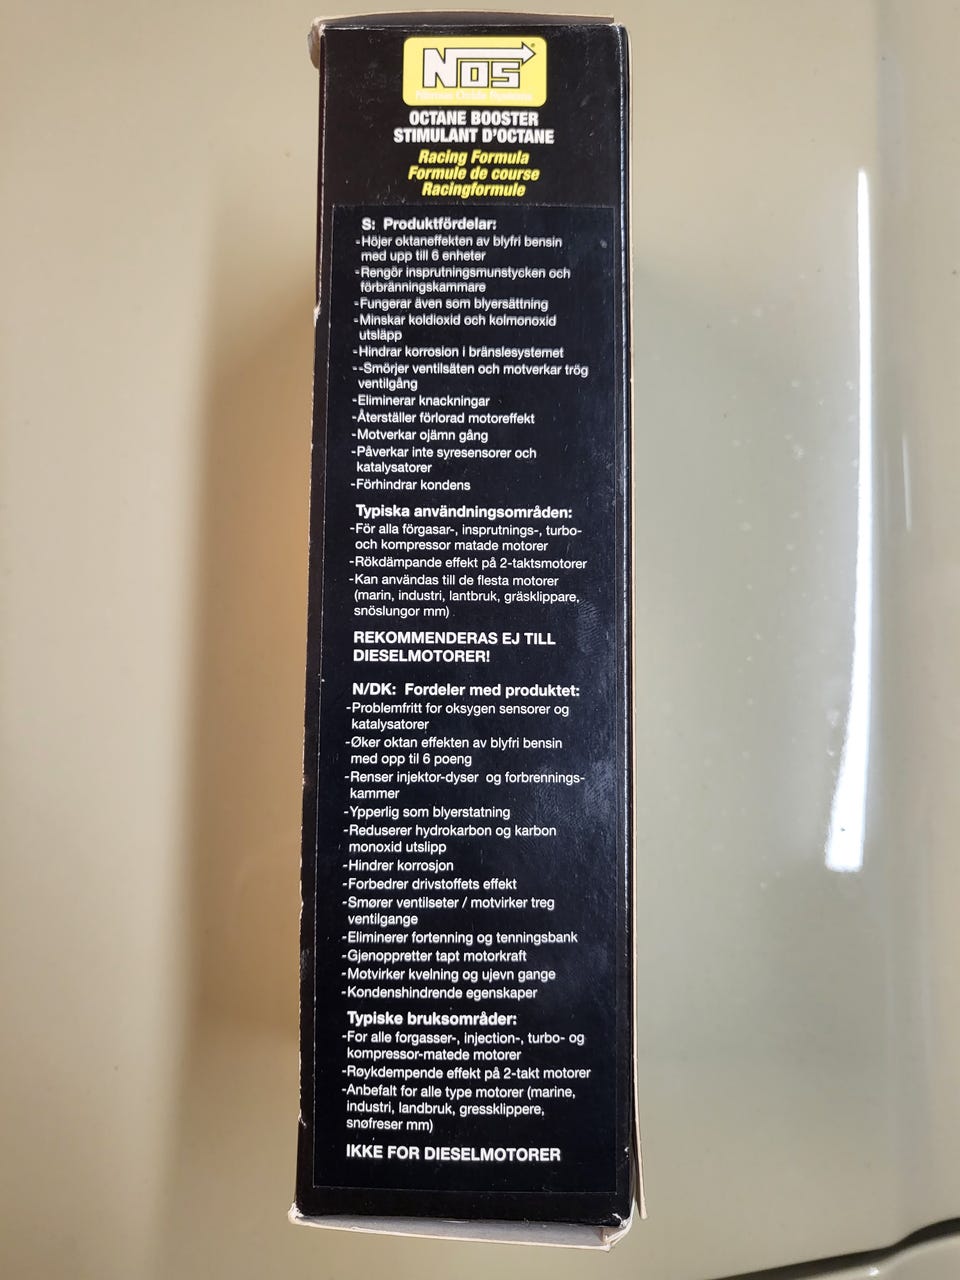 NOS
Nitrous Oxide Systems
OCTANE BOOSTER
STIMULANT D'OCTANE
Racing Formula
Formule de course
Racingformule
S: Produktfördelar:
-Höjer oktaneffekten av blyfri bensin
med upp till 6 enheter
-Rengör insprutningsmunstycken och
förbränningskammare
-Fungerar även som blyersättning
-Minskar koldioxid och kolmonoxid
utsläpp
-Hindrar korrosion i bränslesystemet
--Smörjer ventilsäten och motverkar trög
ventilgång
-Eliminerar knackningar
-Återställer förlorad motoreffekt
-Motverkar ojämn gång
-Påverkar inte syresensorer och
katalysatorer
-Förhindrar kondens
Typiska användningsområden:
-För alla förgasar-, insprutnings-, turbo-
och kompressor matade motorer
-Rökdämpande effekt på 2-taktsmotorer
-Kan användas till de flesta motorer
(marin, industri, lantbruk, gräsklippare,
snöslungor mm)
REKOMMENDERAS EJ TILL
DIESELMOTORER!
N/DK: Fordeler med produktet:
-Problemfritt for oksygen sensorer og
katalysatorer
-Øker oktan effekten av blyfri bensin
med opp til 6 poeng
-Renser injektor-dyser og forbrennings-
kammer
-Ypperlig som blyerstatning
-Reduserer hydrokarbon og karbon
monoxid utslipp
-Hindrer korrosjon
-Forbedrer drivstoffets effekt
-Smører ventilseter / motvirker treg
ventilgange
-Eliminerer fortenning og tenningsbank
-Gjenoppretter tapt motorkraft
-Motvirker kvelning og ujevn gange
-Kondenshindrende egenskaper
Typiske bruksområder:
-For alle forgasser-, injection-, turbo- og
kompressor-matede motorer
-Røykdempende effekt på 2-takt motorer
-Anbefalt for alle type motorer (marine,
industri, landbruk, gressklippere,
snøfreser mm)
IKKE FOR DIESELMOTORER